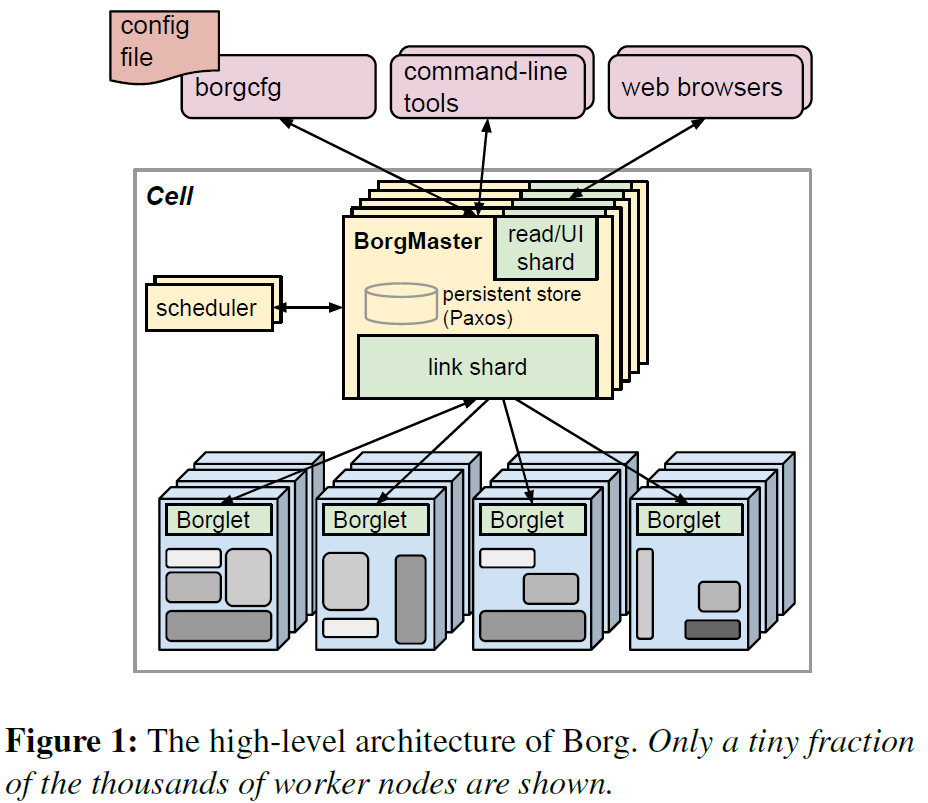 config
file
borgcfg
command-line
tools
web browsers
Cell
BorgMaster
read/UI
shard
persistent store
(Paxos)
scheduler
link shard
Borglet
Borglet
Borglet
Borglet
Figure 1: The high-level architecture of Borg. Only a tiny fraction
of the thousands of worker nodes are shown.